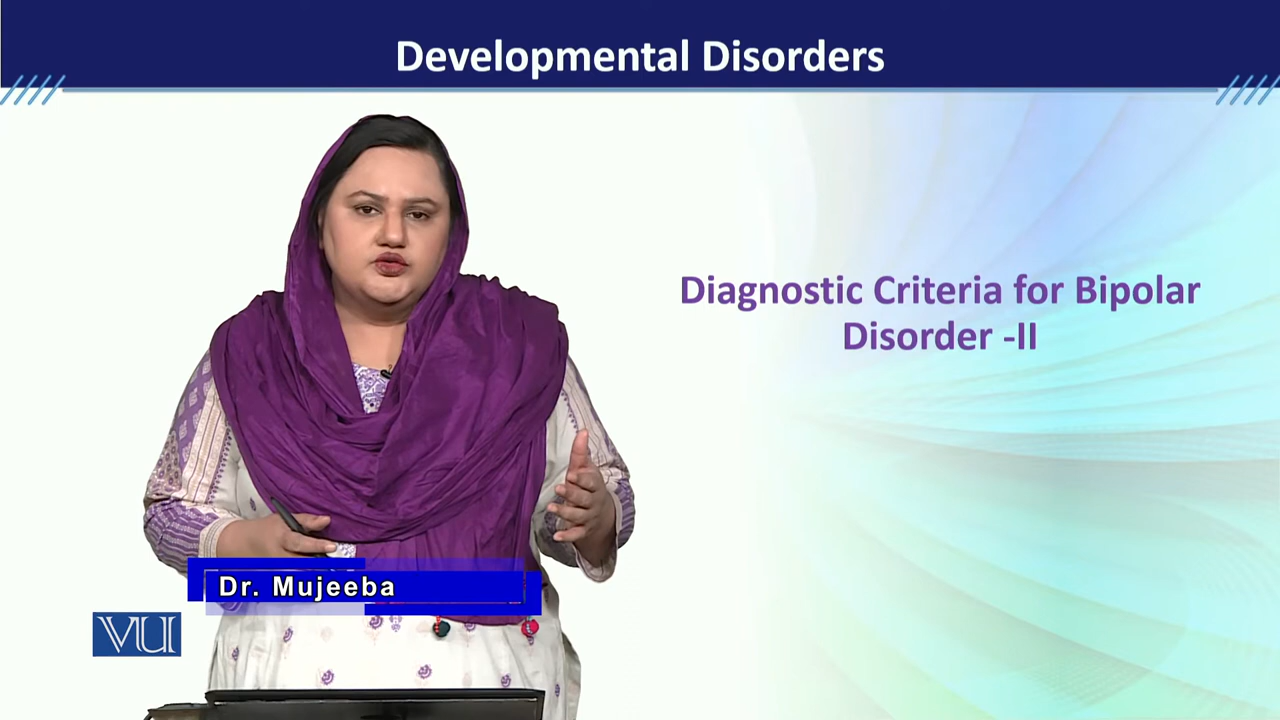 Developmental Disorders
Diagnostic Criteria for Bipolar
Disorder -II
Dr. Mujeeba
VU